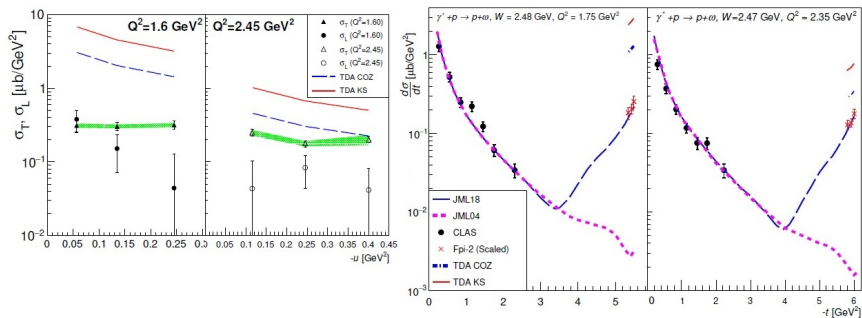 Q²=1.6 GeV²
Q²=2.45 GeV²
σT, σL [μb/GeV²]
10
1
10⁻¹
10⁻²
σT (Q²=1.60)
σL (Q²=1.60)
σT (Q²=2.45)
σL (Q²=2.45)
TDA COZ
TDA KS
0 0.05 0.1 0.15 0.2 0.25 0.3 0.05 0.1 0.15 0.2 0.25 0.3 0.35 0.4 0.45
-u [GeV²]
γ* + p → p+ω, W = 2.48 GeV, Q² = 1.75 GeV²
γ* + p → p+ω, W=2.47 GeV, Q² = 2.35 GeV²
dσ/dt [μb/GeV²]
1
10⁻¹
10⁻²
10⁻³
JML18
JML04
CLAS
Fpi-2 (Scaled)
TDA COZ
TDA KS
0 1 2 3 4 5 0 1 2 3 4 5 6
-t [GeV²]